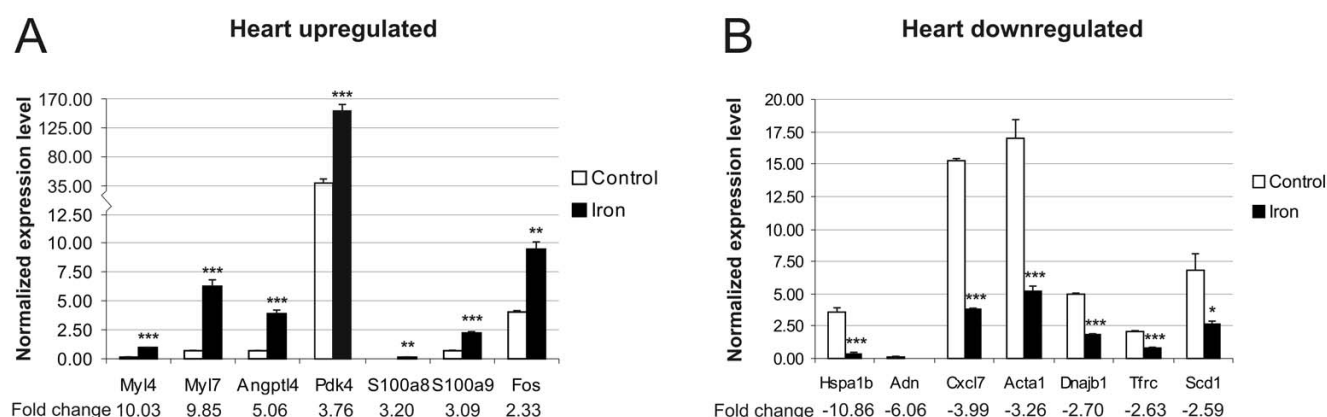 A
Heart upregulated
Normalized expression level
170.00
125.00
80.00
35.00
12.50
10.00
7.50
5.00
2.50
0.00
***
***
***
***
**
***
**
Control
Iron
Myl4 Myl7 Angptl4 Pdk4 S100a8 S100a9 Fos
Fold change 10.03 9.85 5.06 3.76 3.20 3.09 2.33
B
Heart downregulated
Normalized expression level
20.00
17.50
15.00
12.50
10.00
7.50
5.00
2.50
0.00
***
***
***
***
***
*
Control
Iron
Hspa1b Adn Cxcl7 Acta1 Dnajb1 Tfrc Scd1
Fold change -10.86 -6.06 -3.99 -3.26 -2.70 -2.63 -2.59